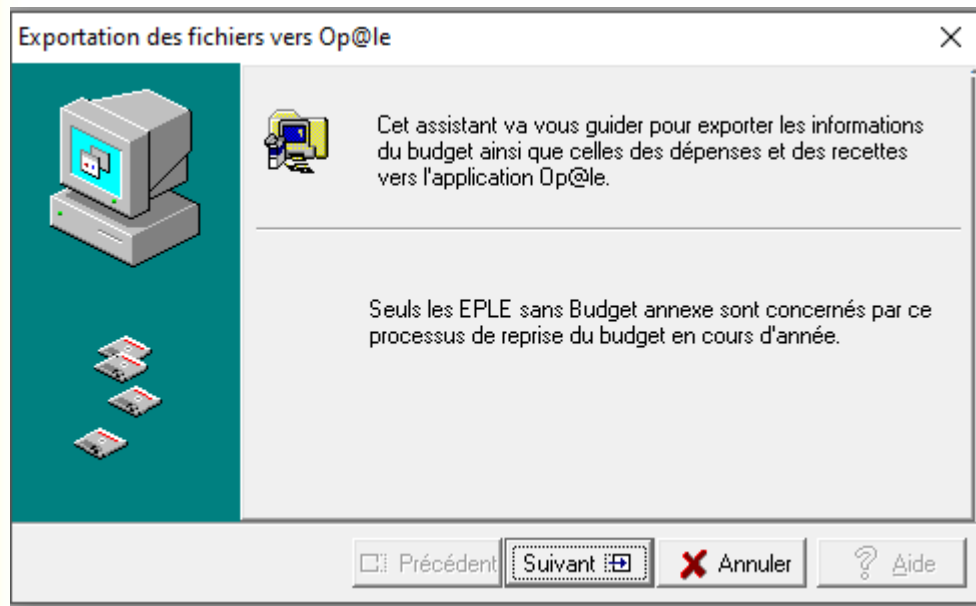 Exportation des fichiers vers Op@le
Cet assistant va vous guider pour exporter les informations
du budget ainsi que celles des dépenses et des recettes
vers l'application Op@le.
Seuls les EPLE sans Budget annexe sont concernés par ce
processus de reprise du budget en cours d'année.
Précédent Suivant Annuler Aide